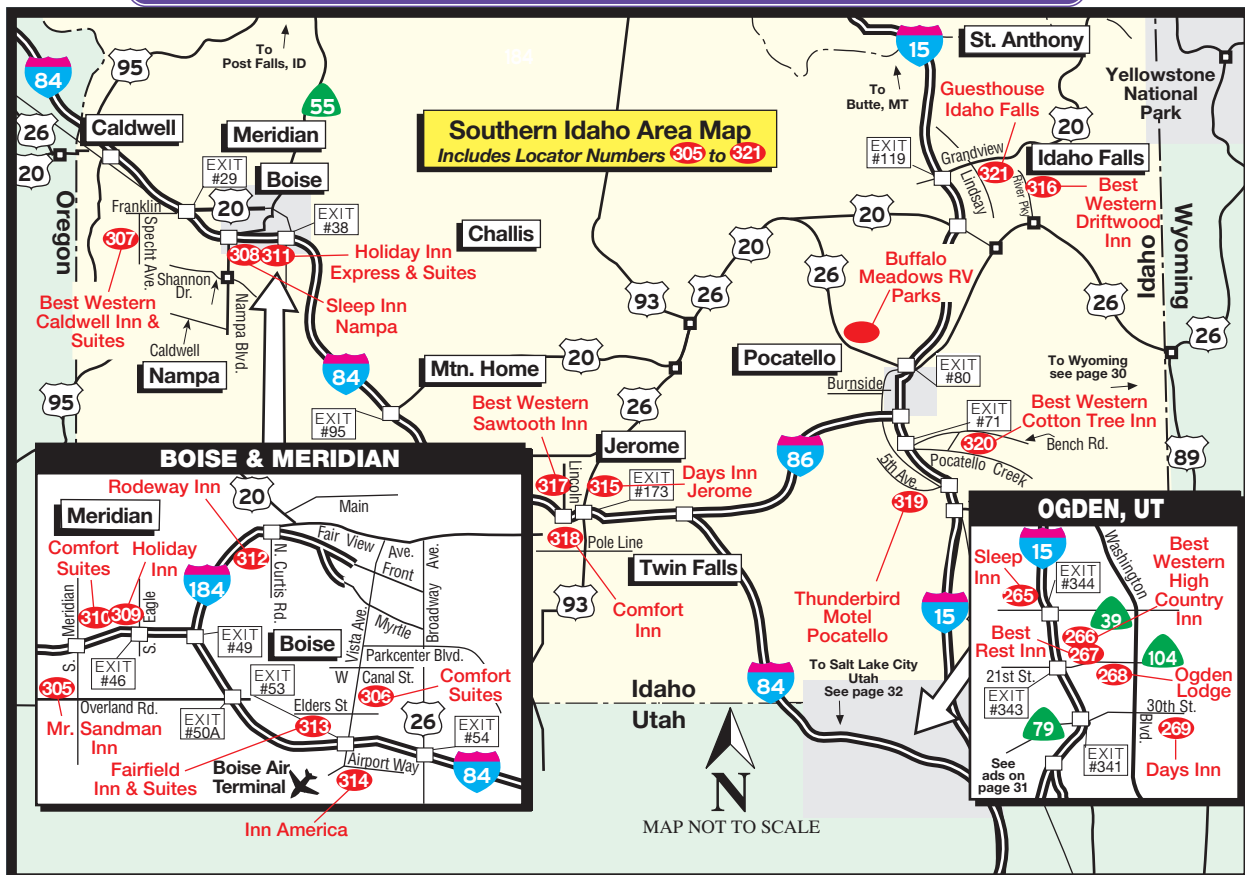 To
Post Falls, ID
95
84
55
26
20
Caldwell
Meridian
EXIT
#29
Boise
20
EXIT
#38
Franklin
Oregon
Specht Ave.
307
308
311
Holiday Inn
Express & Suites
Shannon
Dr.
Sleep Inn
Nampa
Best Western
Caldwell Inn &
Suites
Nampa Blvd.
Caldwell
Nampa
95
84
EXIT
#95
Mtn. Home
184
Southern Idaho Area Map
Includes Locator Numbers 305 to 321
Challis
93
20
26
20
26
20
26
15
St. Anthony
To
Butte, MT
Guesthouse
Idaho Falls
Yellowstone
National
Park
20
EXIT
#119
Grandview
321
Idaho Falls
Lindsay
River Pky
316
Best
Western
Driftwood
Inn
Wyoming
Idaho
Buffalo
Meadows RV
Parks
26
26
Pocatello
EXIT
#80
Burnside
To Wyoming
see page 30
Best Western
Cotton Tree Inn
EXIT
#71
320
Bench Rd.
Pocatello Creek
89
5th Ave.
319
Thunderbird
Motel
Pocatello
15
Best Western
Sawtooth Inn
Jerome
317
Lincoln
315
EXIT
#173
Days Inn
Jerome
86
318
Pole Line
Twin Falls
93
Comfort
Inn
84
To Salt Lake City
Utah
See page 32
Idaho
Utah
N
MAP NOT TO SCALE
BOISE & MERIDIAN
Rodeway Inn
20
Main
Meridian
Fair View
Ave.
Front
Comfort
Suites
Holiday
Inn
312
N. Curtis Rd.
184
Broadway Ave.
S. Meridian
310
309
S. Eagle
Vista Ave.
Myrtle
EXIT
#49
Boise
Parkcenter Blvd.
EXIT
#46
W Canal St.
EXIT
#53
306
Comfort
Suites
305
Overland Rd.
Elders St
26
Mr. Sandman
Inn
EXIT
#50A
313
EXIT
#54
Fairfield
Inn & Suites
Boise Air
Terminal
Airport Way
84
314
Inn America
OGDEN, UT
15
Washington Blvd.
Best
Western
High
Country
Inn
Sleep
Inn
EXIT
#344
265
39
266
Best
Rest Inn
267
104
21st St.
268
Ogden
Lodge
EXIT
#343
30th St.
79
269
See
ads on
page 31
EXIT
#341
Days Inn